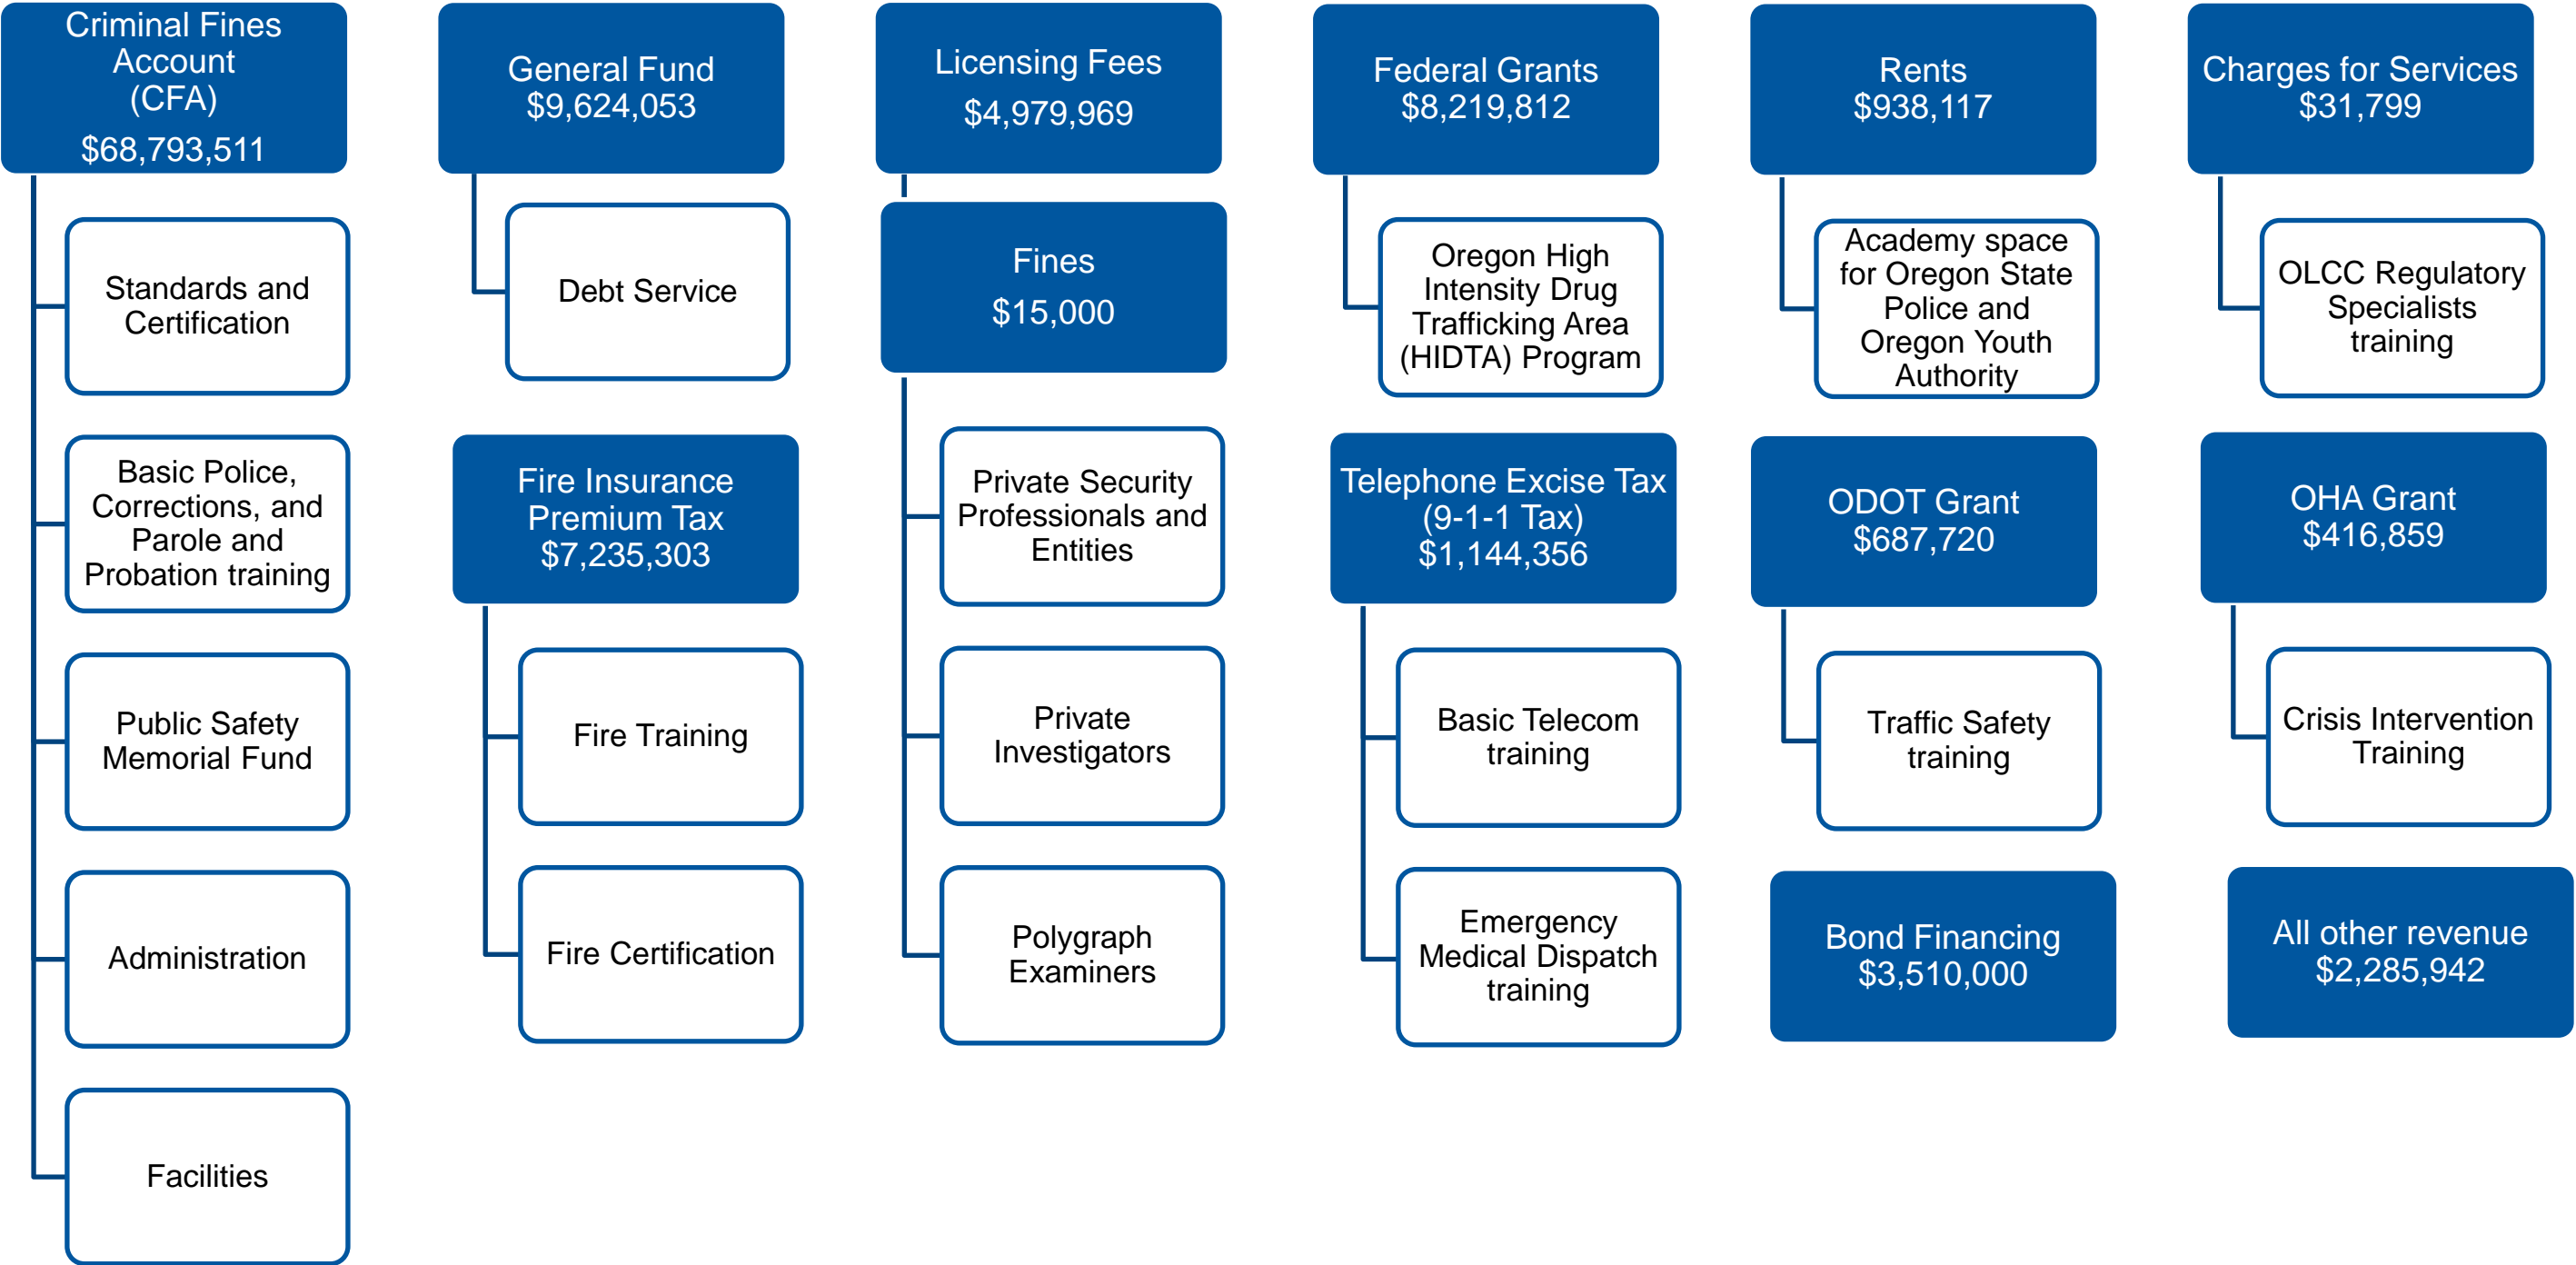 Criminal Fines
Account
(CFA)
$68,793,511
Standards and
Certification
Basic Police,
Corrections, and
Parole and
Probation training
Public Safety
Memorial Fund
Administration
Facilities
General Fund
$9,624,053
Debt Service
Fire Insurance
Premium Tax
$7,235,303
Fire Training
Fire Certification
Licensing Fees
$4,979,969
Fines
$15,000
Private Security
Professionals and
Entities
Private
Investigators
Polygraph
Examiners
Federal Grants
$8,219,812
Oregon High
Intensity Drug
Trafficking Area
(HIDTA) Program
Telephone Excise Tax
(9-1-1 Tax)
$1,144,356
Basic Telecom
training
Emergency
Medical Dispatch
training
Rents
$938,117
Academy space
for Oregon State
Police and
Oregon Youth
Authority
ODOT Grant
$687,720
Traffic Safety
training
Bond Financing
$3,510,000
Charges for Services
$31,799
OLCC Regulatory
Specialists
training
OHA Grant
$416,859
Crisis Intervention
Training
All other revenue
$2,285,942